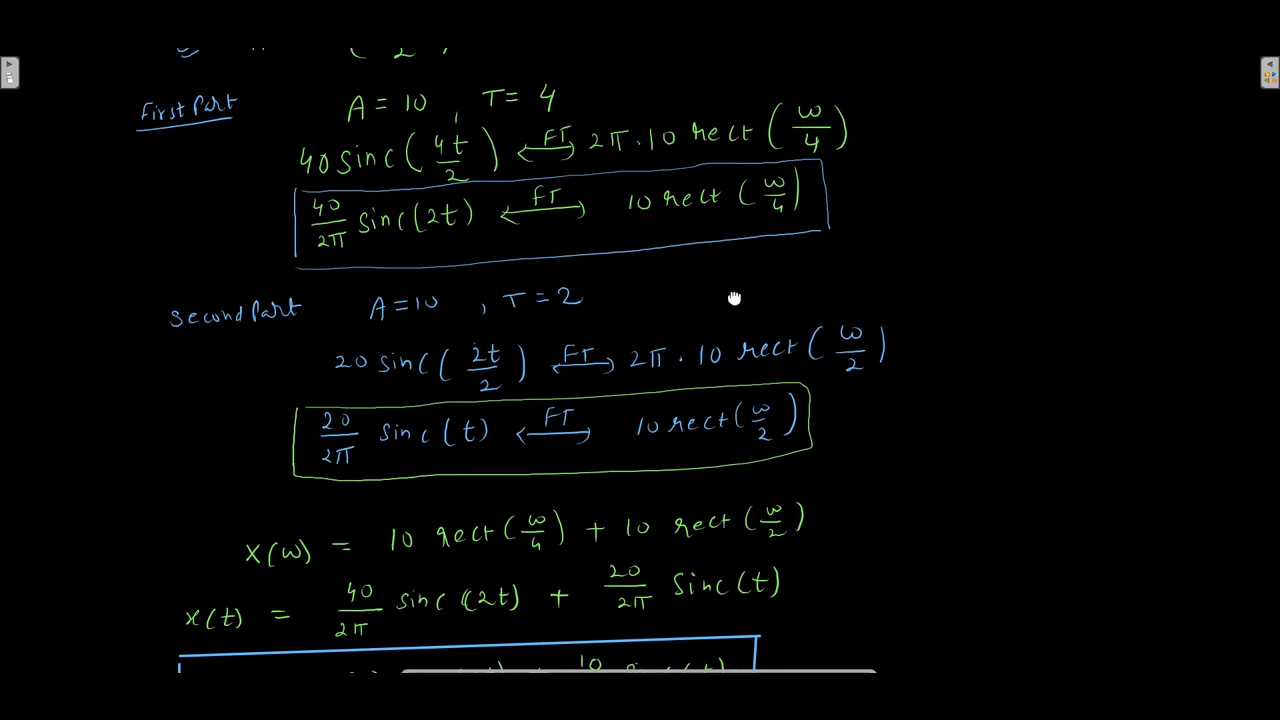 ( 2 )
First Part A = 10 , T = 4
40 sinc ( 4t/2 ) ←FT→ 2π · 10 rect ( ω/4 )
40/2π sinc(2t) ←FT→ 10 rect ( ω/4 )
Second Part A = 10 , T = 2
20 sinc ( 2t/2 ) ←FT→ 2π · 10 rect ( ω/2 )
20/2π sinc (t) ←FT→ 10 rect ( ω/2 )
X(ω) = 10 rect ( ω/4 ) + 10 rect ( ω/2 )
x(t) = 40/2π sinc ((2t) + 20/2π Sinc (t)
10